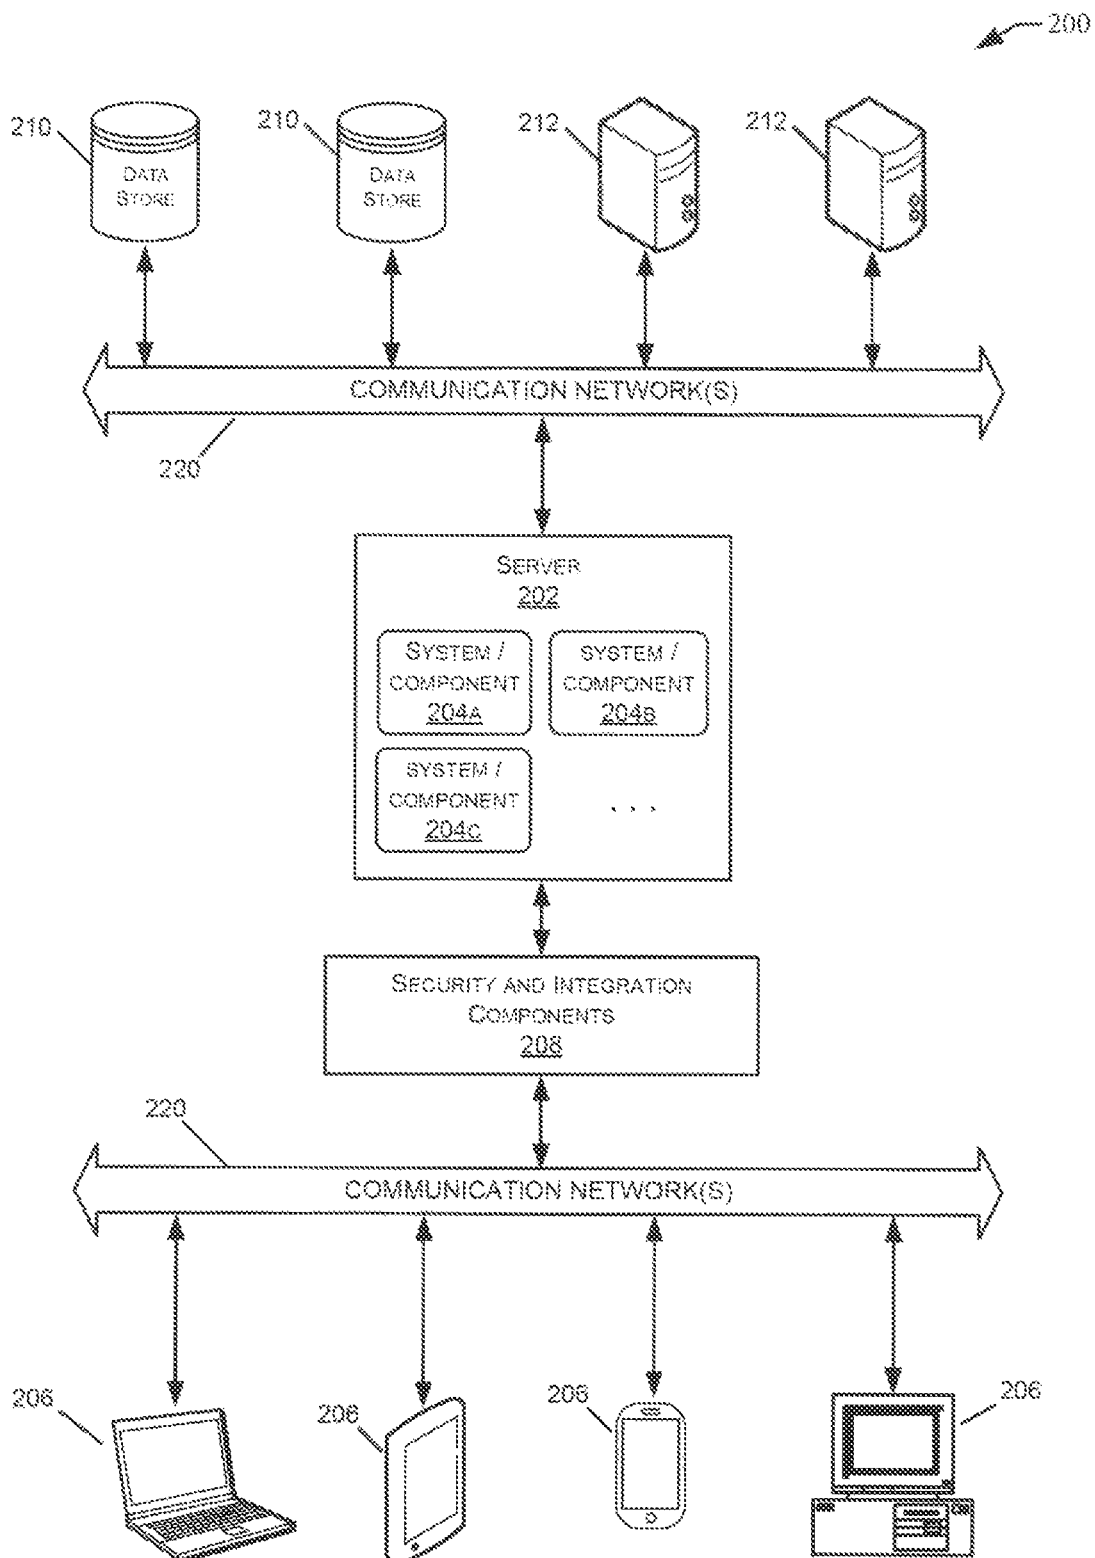 200
210
210
212
212
DATA
STORE
DATA
STORE
COMMUNICATION NETWORK(S)
220
SERVER
202
SYSTEM /
COMPONENT
204A
SYSTEM /
COMPONENT
204B
SYSTEM /
COMPONENT
204C
. . .
SECURITY AND INTEGRATION
COMPONENTS
208
220
COMMUNICATION NETWORK(S)
206
206
206
206